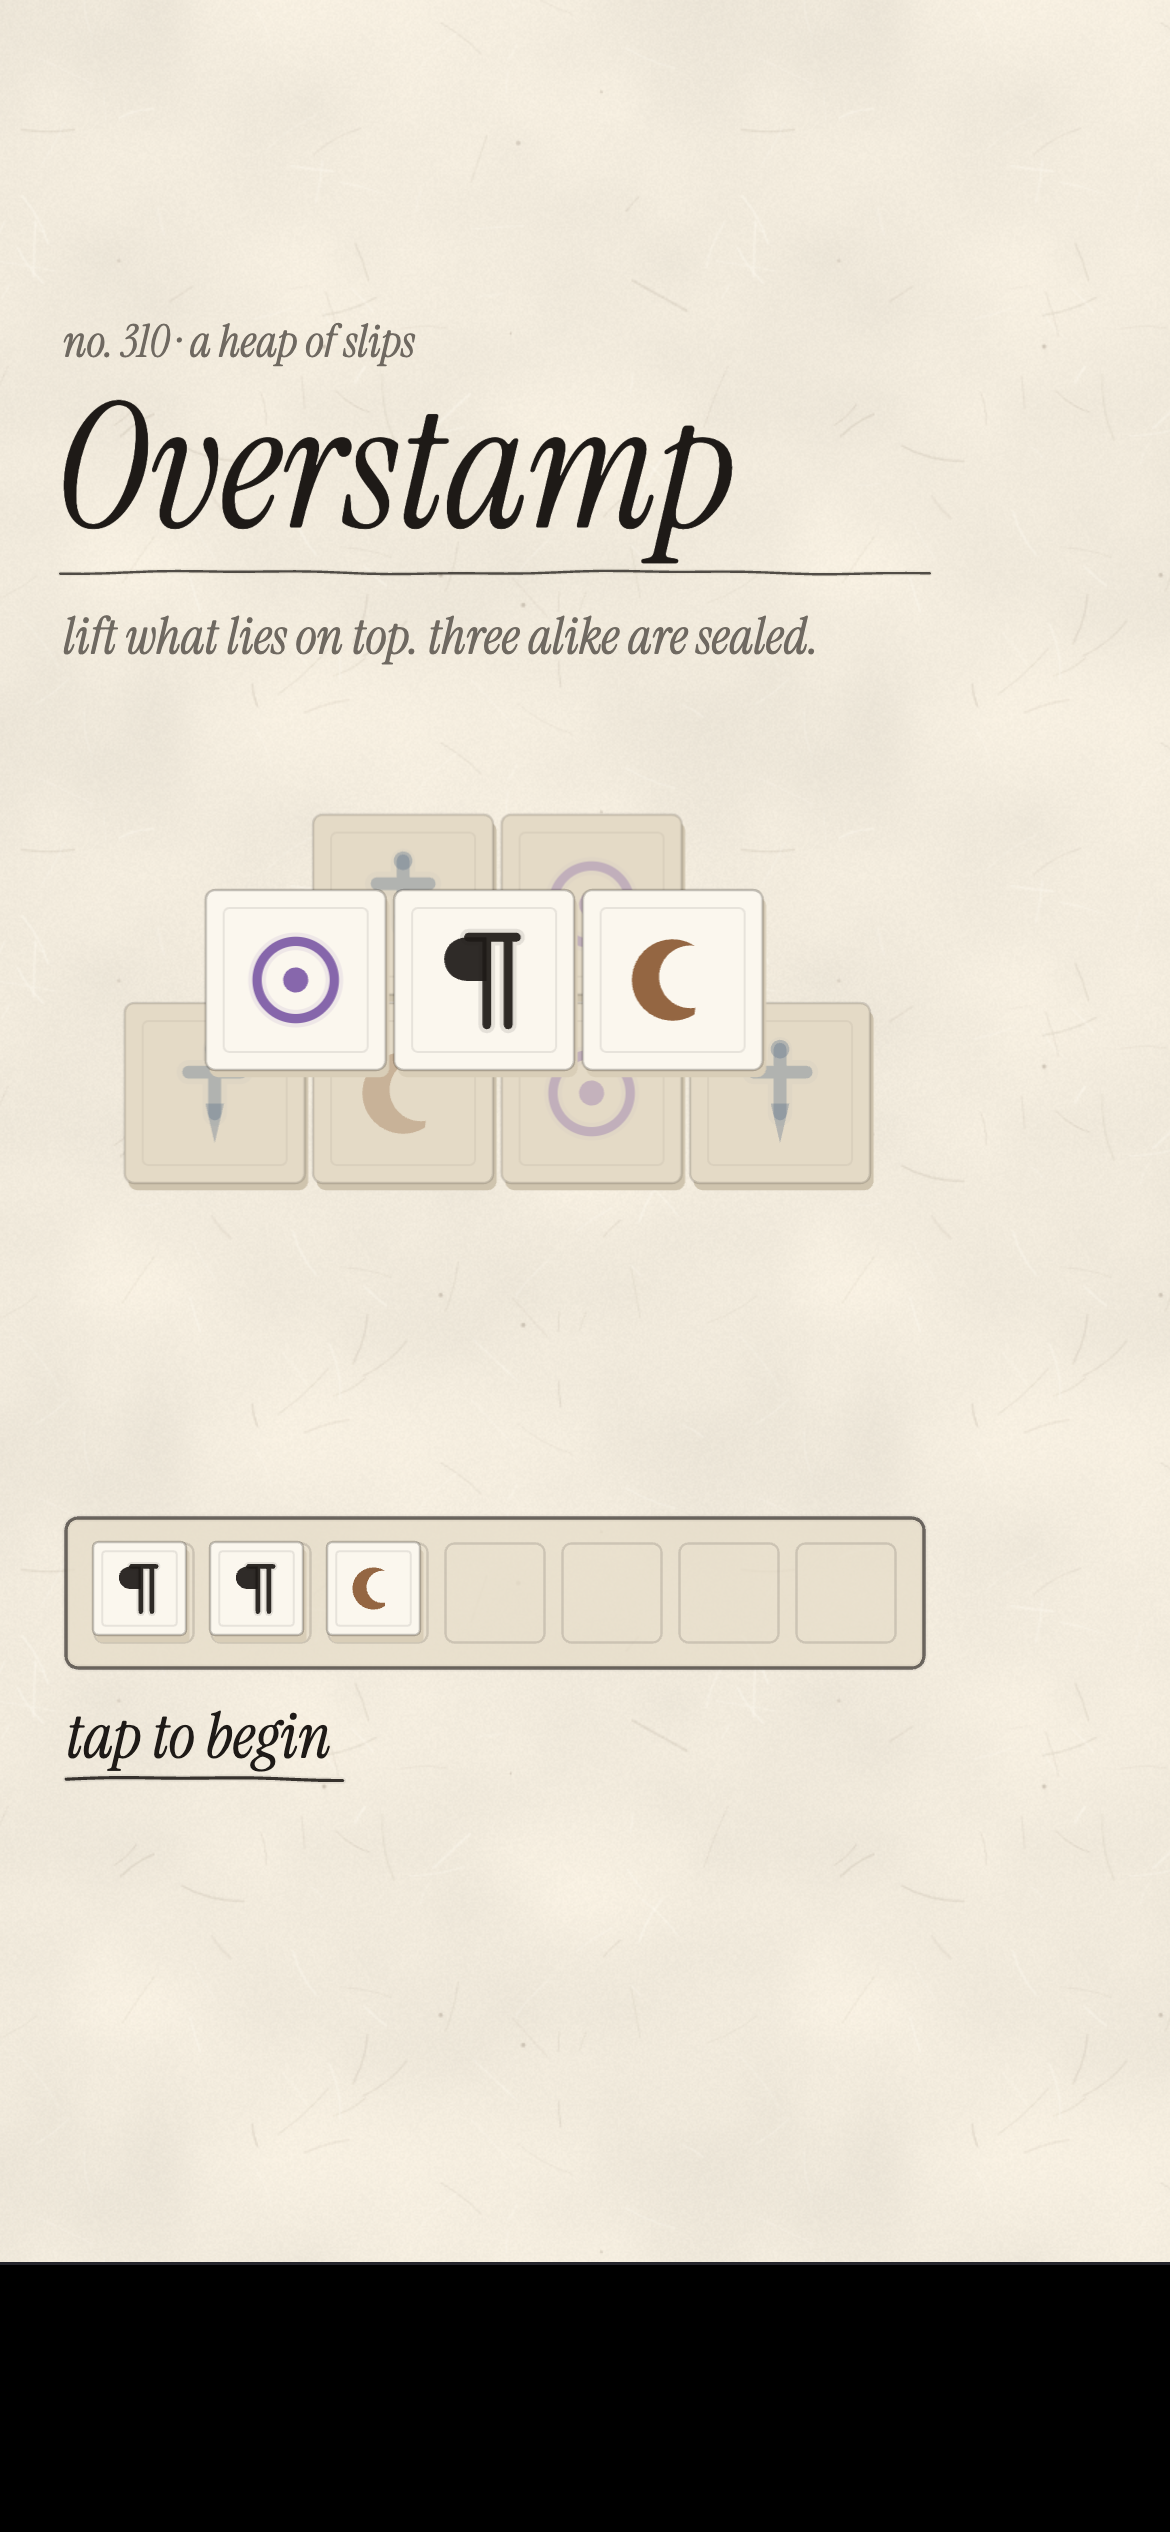 no. 310 · a heap of slips
Overstamp
lift what lies on top. three alike are sealed.
¶
¶ ¶
tap to begin